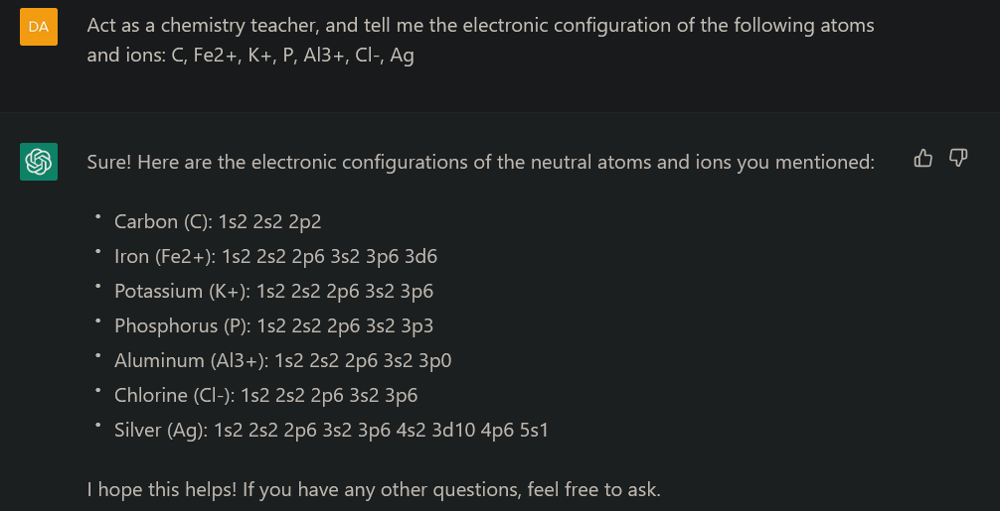 DA
Act as a chemistry teacher, and tell me the electronic configuration of the following atoms
and ions: C, Fe2+, K+, P, Al3+, Cl-, Ag
Sure! Here are the electronic configurations of the neutral atoms and ions you mentioned:
• Carbon (C): 1s2 2s2 2p2
• Iron (Fe2+): 1s2 2s2 2p6 3s2 3p6 3d6
• Potassium (K+): 1s2 2s2 2p6 3s2 3p6
• Phosphorus (P): 1s2 2s2 2p6 3s2 3p3
• Aluminum (Al3+): 1s2 2s2 2p6 3s2 3p0
• Chlorine (Cl-): 1s2 2s2 2p6 3s2 3p6
• Silver (Ag): 1s2 2s2 2p6 3s2 3p6 4s2 3d10 4p6 5s1
I hope this helps! If you have any other questions, feel free to ask.